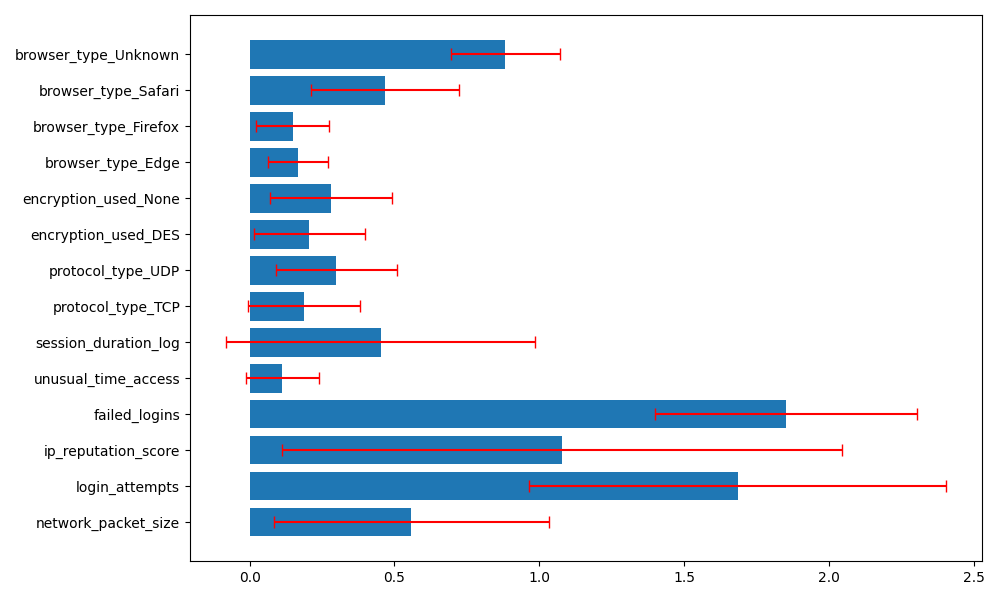 browser_type_Unknown
browser_type_Safari
browser_type_Firefox
browser_type_Edge
encryption_used_None
encryption_used_DES
protocol_type_UDP
protocol_type_TCP
session_duration_log
unusual_time_access
failed_logins
ip_reputation_score
login_attempts
network_packet_size
0.0 0.5 1.0 1.5 2.0 2.5